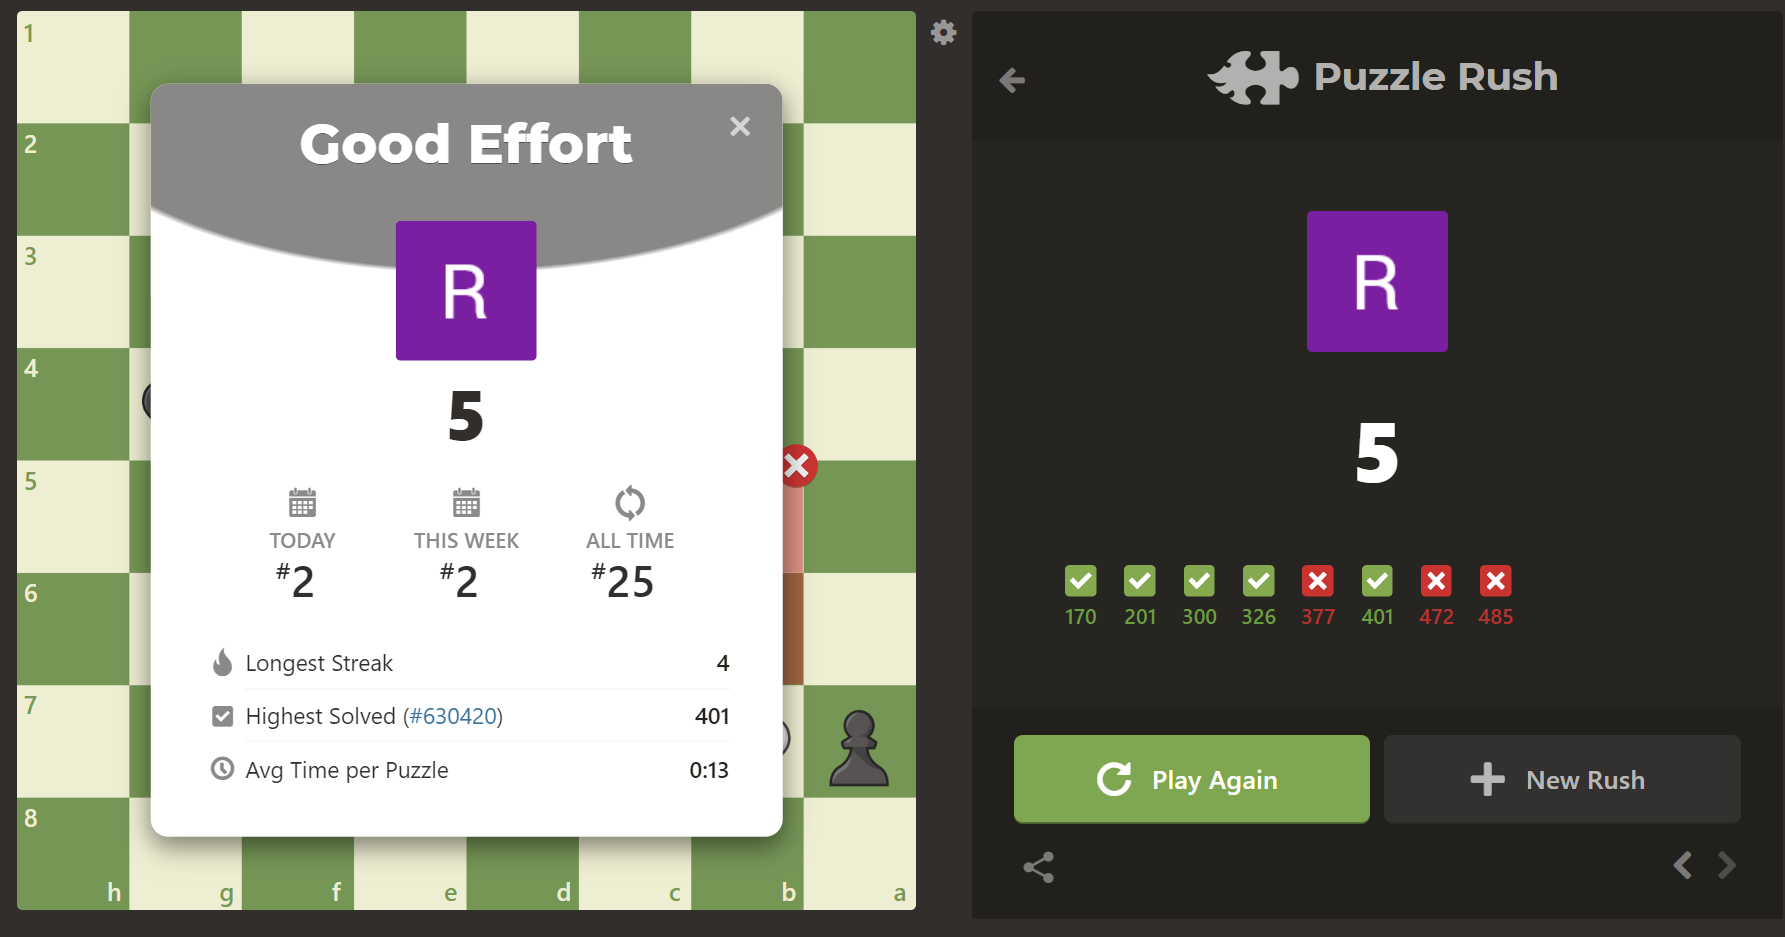 1
2
3
4
5
6
7
8
h g f e d c b a
Good Effort
R
5
TODAY
#2
THIS WEEK
#2
ALL TIME
#25
Longest Streak 4
Highest Solved (#630420) 401
Avg Time per Puzzle 0:13
Puzzle Rush
R
5
170 201 300 326 377 401 472 485
Play Again
New Rush